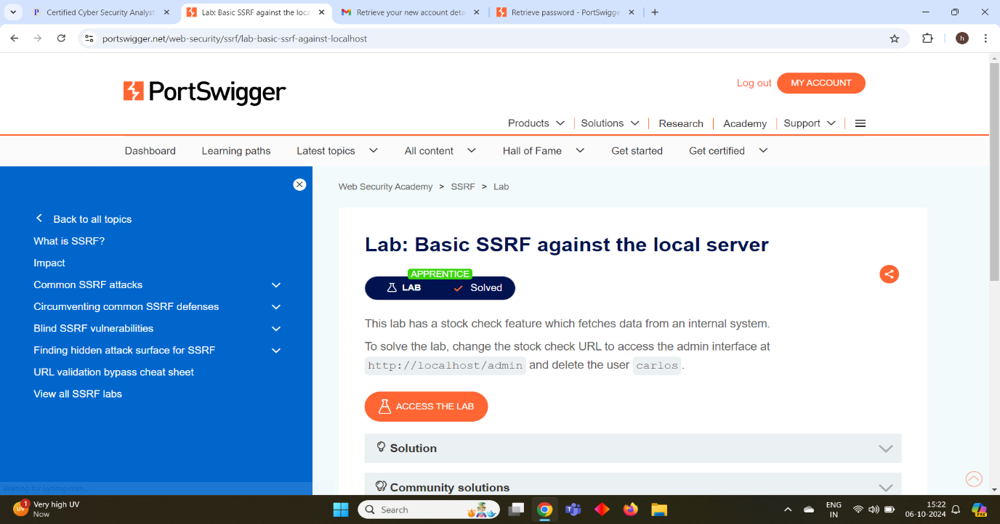 Certified Cyber Security Analyst
Lab: Basic SSRF against the loca
Retrieve your new account deta
Retrieve password - PortSwigge
portswigger.net/web-security/ssrf/lab-basic-ssrf-against-localhost
h
PortSwigger
Log out
MY ACCOUNT
Products
Solutions
Research
Academy
Support
Dashboard
Learning paths
Latest topics
All content
Hall of Fame
Get started
Get certified
Back to all topics
What is SSRF?
Impact
Common SSRF attacks
Circumventing common SSRF defenses
Blind SSRF vulnerabilities
Finding hidden attack surface for SSRF
URL validation bypass cheat sheet
View all SSRF labs
Web Security Academy > SSRF > Lab
Lab: Basic SSRF against the local server
APPRENTICE
LAB
Solved
This lab has a stock check feature which fetches data from an internal system.
To solve the lab, change the stock check URL to access the admin interface at
http://localhost/admin and delete the user carlos.
ACCESS THE LAB
Solution
Community solutions
Waiting for s.ytimg.com...
UV
1
Very high UV
Now
Search
ENG
IN
15:22
06-10-2024
PRE